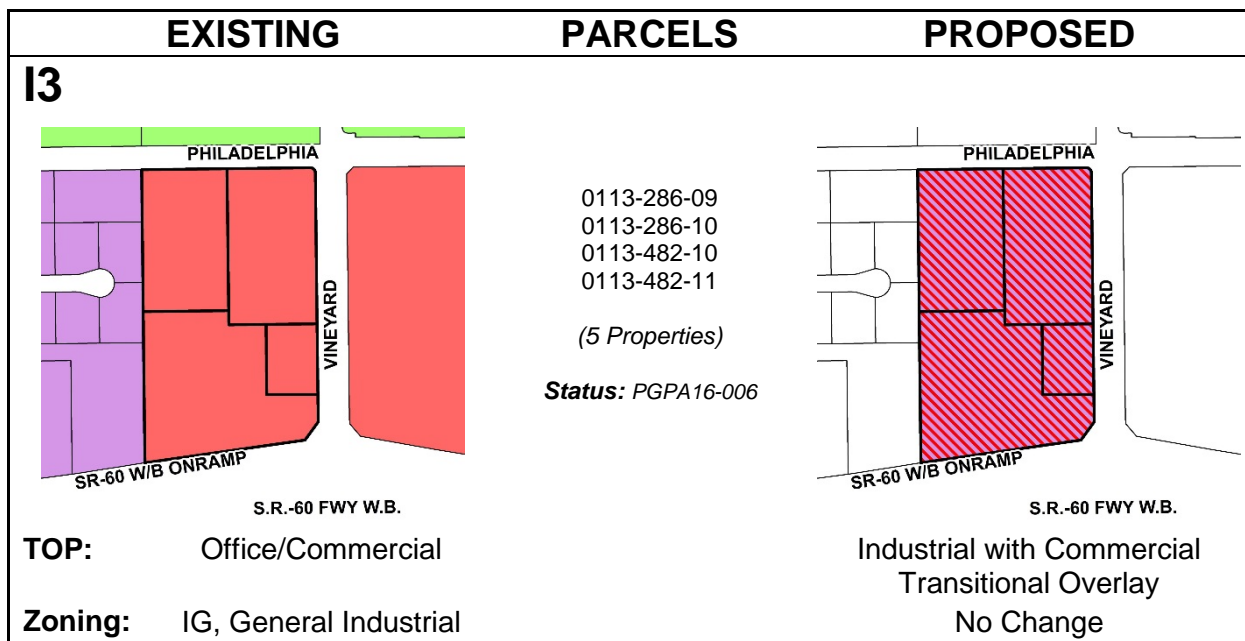 EXISTING PARCELS PROPOSED
I3
PHILADELPHIA
VINEYARD
SR-60 W/B ONRAMP
S.R.-60 FWY W.B.
0113-286-09
0113-286-10
0113-482-10
0113-482-11
(5 Properties)
Status: PGPA16-006
PHILADELPHIA
VINEYARD
SR-60 W/B ONRAMP
S.R.-60 FWY W.B.
TOP: Office/Commercial Industrial with Commercial
Transitional Overlay
Zoning: IG, General Industrial No Change